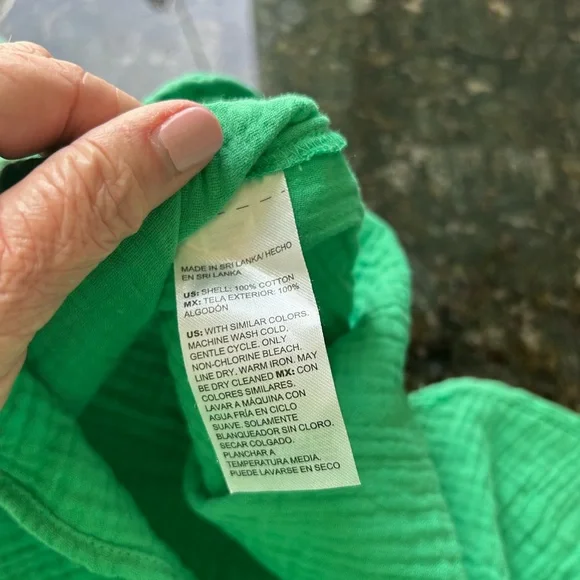 MADE IN SRI LANKA/ HECHO
EN SRI LANKA
US: SHELL: 100% COTTON
MX: TELA EXTERIOR: 100%
ALGODÓN
US: WITH SIMILAR COLORS.
MACHINE WASH COLD,
GENTLE CYCLE. ONLY
NON-CHLORINE BLEACH.
LINE DRY. WARM IRON. MAY
BE DRY CLEANED MX: CON
COLORES SIMILARES.
LAVAR A MÁQUINA CON
AGUA FRÍA EN CICLO
SUAVE. SOLAMENTE
BLANQUEADOR SIN CLORO.
SECAR COLGADO.
PLANCHAR A
TEMPERATURA MEDIA.
PUEDE LAVARSE EN SECO